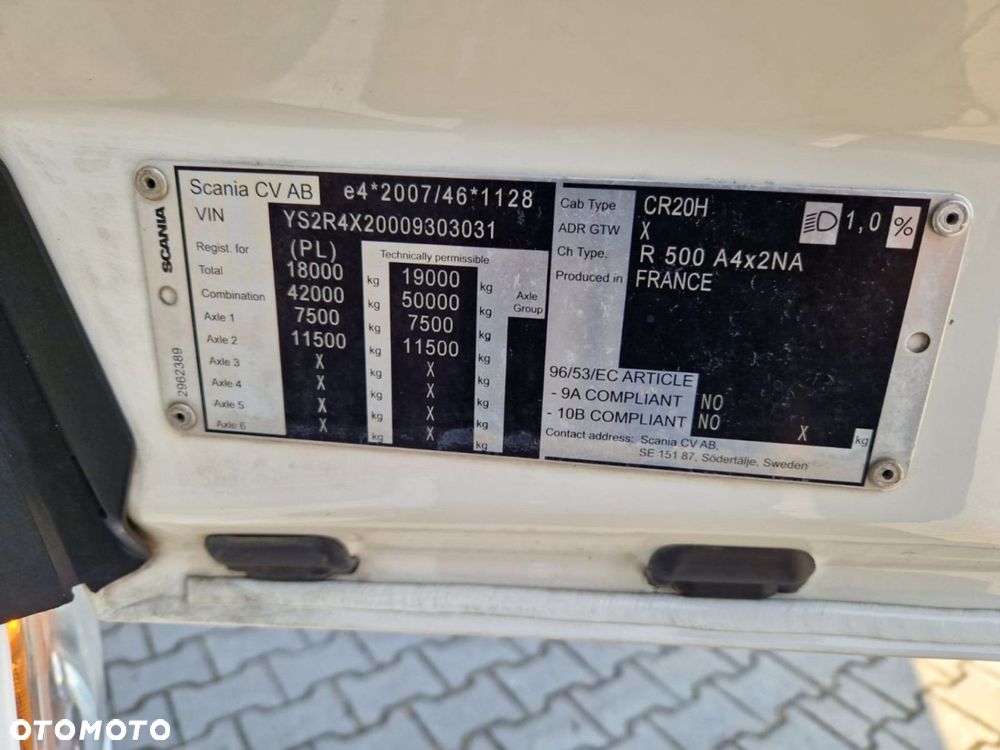 SCANIA
2962389
Scania CV AB e4*2007/46*1128
VIN YS2R4X20009303031
Regist. for (PL) Technically permissible
Total 18000 kg 19000 kg
Combination 42000 kg 50000 kg Axle Group
Axle 1 7500 kg 7500 kg
Axle 2 11500 kg 11500 kg
Axle 3 X kg X kg
Axle 4 X kg X kg
Axle 5 X kg X kg
Axle 6 X kg X kg
Cab Type CR20H 1,0 %
ADR GTW X
Ch Type. R 500 A4x2NA
Produced in FRANCE
96/53/EC ARTICLE
- 9A COMPLIANT NO
- 10B COMPLIANT NO X kg
Contact address: Scania CV AB,
SE 151 87, Södertälje, Sweden
OTOMOTO